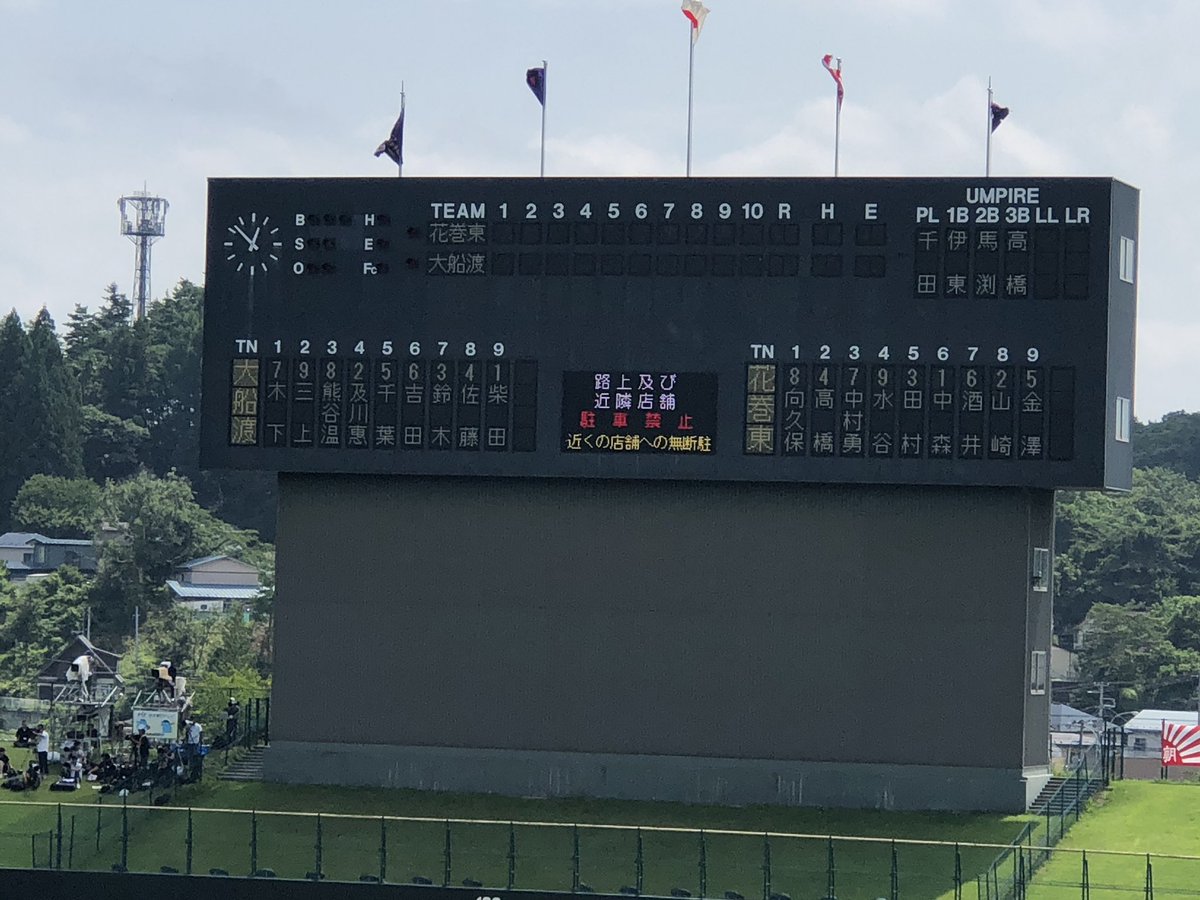 B H TEAM 1 2 3 4 5 6 7 8 9 10 R H E
S E 花巻東
O Fc 大船渡
UMPIRE
PL 1B 2B 3B LL LR
千 伊 馬 高
田 東 渕 橋
TN 1 2 3 4 5 6 7 8 9
大船渡
7 木下
9 三上
8 熊谷温
2 及川恵
5 千葉
6 吉田
3 鈴木
4 佐藤
1 柴田
路上及び
近隣店舗
駐車禁止
近くの店舗への無断駐
TN 1 2 3 4 5 6 7 8 9
花巻東
8 向久保
4 高橋
7 中村勇
9 水谷
3 田村
1 中森
6 酒井
2 山崎
5 金澤
朝